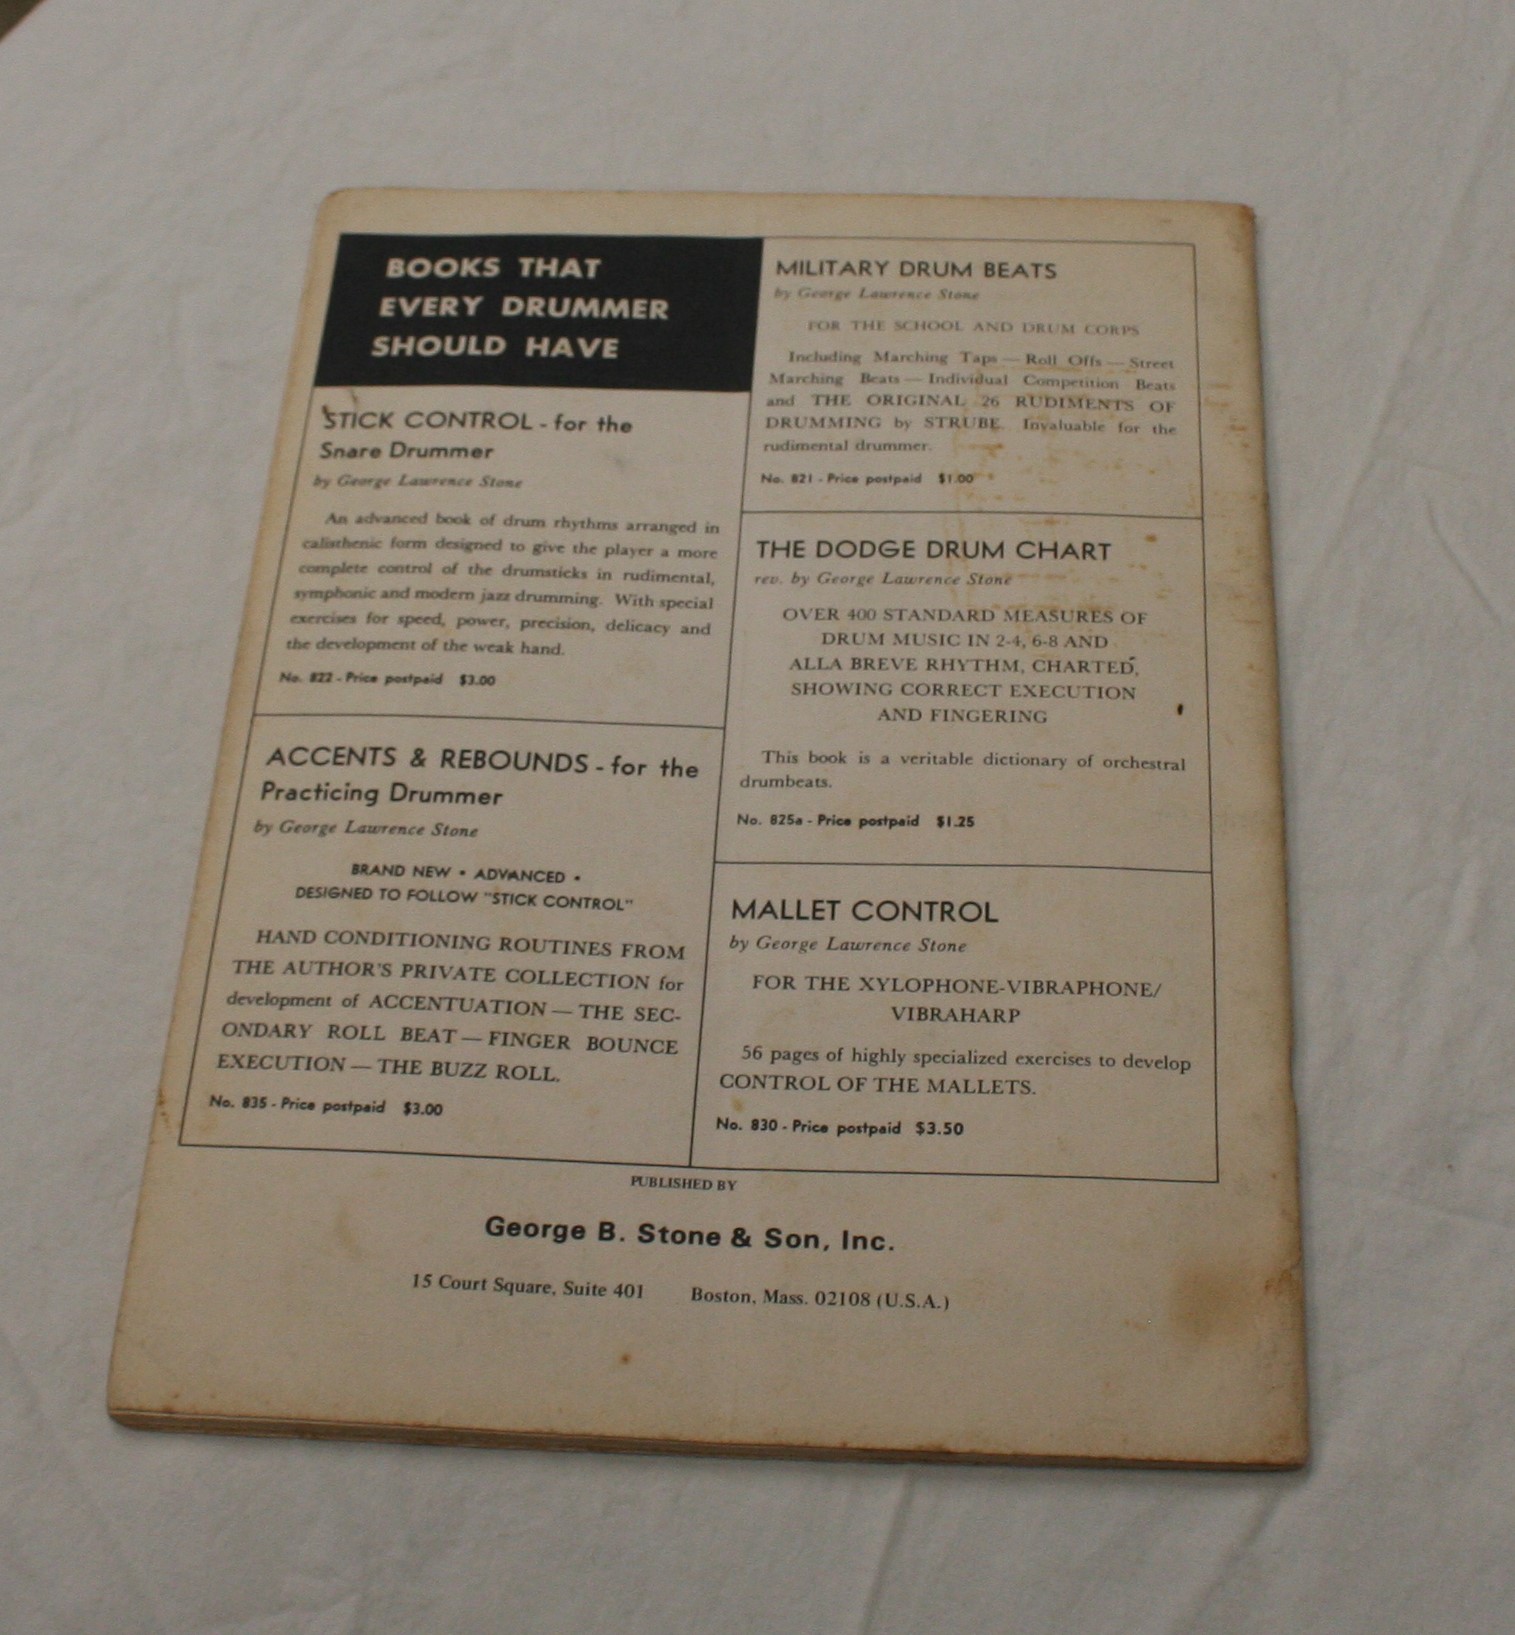 BOOKS THAT
EVERY DRUMMER
SHOULD HAVE
STICK CONTROL - for the
Snare Drummer
by George Lawrence Stone
An advanced book of drum rhythms arranged in
calisthenic form designed to give the player a more
complete control of the drumsticks in rudimental,
symphonic and modern jazz drumming. With special
exercises for speed, power, precision, delicacy and
the development of the weak hand.
No. 822 - Price postpaid $3.00
ACCENTS & REBOUNDS - for the
Practicing Drummer
by George Lawrence Stone
BRAND NEW • ADVANCED •
DESIGNED TO FOLLOW "STICK CONTROL"
HAND CONDITIONING ROUTINES FROM
THE AUTHOR'S PRIVATE COLLECTION for
development of ACCENTUATION — THE SEC-
ONDARY ROLL BEAT — FINGER BOUNCE
EXECUTION — THE BUZZ ROLL.
No. 835 - Price postpaid $3.00
MILITARY DRUM BEATS
by George Lawrence Stone
FOR THE SCHOOL AND DRUM CORPS
Including Marching Taps — Roll Offs — Street
Marching Beats — Individual Competition Beats
and THE ORIGINAL 26 RUDIMENTS OF
DRUMMING by STRUBE. Invaluable for the
rudimental drummer.
No. 821 - Price postpaid $1.00
THE DODGE DRUM CHART
rev. by George Lawrence Stone
OVER 400 STANDARD MEASURES OF
DRUM MUSIC IN 2-4, 6-8 AND
ALLA BREVE RHYTHM, CHARTED,
SHOWING CORRECT EXECUTION
AND FINGERING
This book is a veritable dictionary of orchestral
drumbeats.
No. 825a - Price postpaid $1.25
MALLET CONTROL
by George Lawrence Stone
FOR THE XYLOPHONE-VIBRAPHONE/
VIBRAHARP
56 pages of highly specialized exercises to develop
CONTROL OF THE MALLETS.
No. 830 - Price postpaid $3.50
PUBLISHED BY
George B. Stone & Son, Inc.
15 Court Square, Suite 401 Boston, Mass. 02108 (U.S.A.)